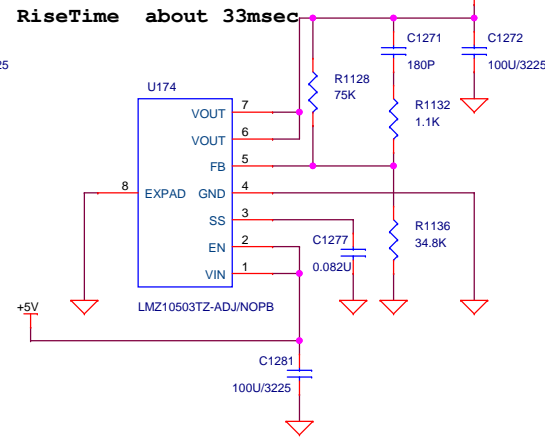 RiseTime about 33msec
25
C1271
180P
C1272
100U/3225
R1128
75K
R1132
1.1K
U174
VOUT
7
VOUT
6
FB
5
8
EXPAD
GND
4
SS
3
EN
2
VIN
1
C1277
0.082U
R1136
34.8K
LMZ10503TZ-ADJ/NOPB
+5V
C1281
100U/3225